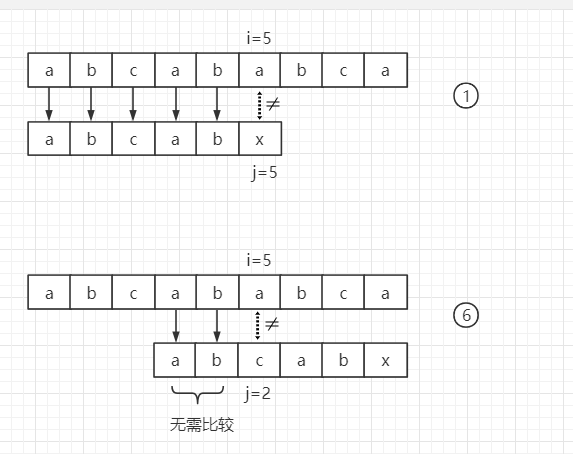 i=5
a b c a b a b c a
≠ ①
a b c a b x
j=5
i=5
a b c a b a b c a
≠ ⑥
a b c a b x
j=2
无需比较